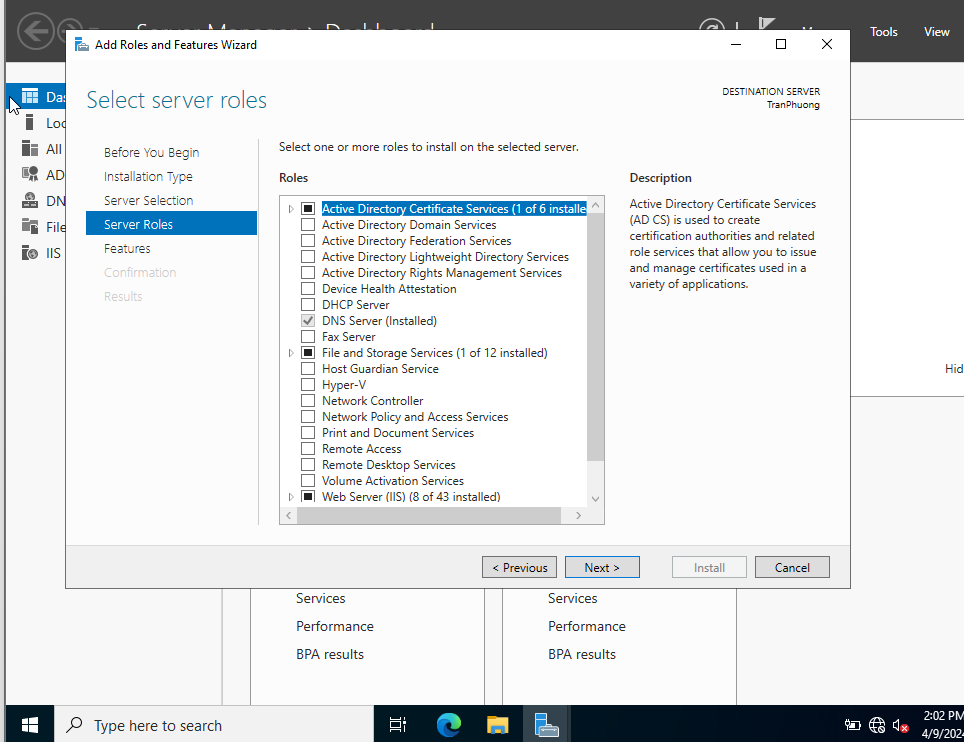 Add Roles and Features Wizard
Tools
View
Select server roles
DESTINATION SERVER
TranPhuong
Before You Begin
Installation Type
Server Selection
Server Roles
Features
Confirmation
Results
Select one or more roles to install on the selected server.
Roles
Active Directory Certificate Services (1 of 6 installe
Active Directory Domain Services
Active Directory Federation Services
Active Directory Lightweight Directory Services
Active Directory Rights Management Services
Device Health Attestation
DHCP Server
DNS Server (Installed)
Fax Server
File and Storage Services (1 of 12 installed)
Host Guardian Service
Hyper-V
Network Controller
Network Policy and Access Services
Print and Document Services
Remote Access
Remote Desktop Services
Volume Activation Services
Web Server (IIS) (8 of 43 installed)
Description
Active Directory Certificate Services
(AD CS) is used to create
certification authorities and related
role services that allow you to issue
and manage certificates used in a
variety of applications.
Das
Loc
All
AD
DN
File
IIS
Hid
< Previous
Next >
Install
Cancel
Services
Performance
BPA results
Services
Performance
BPA results
Type here to search
2:02 PM
4/9/2024